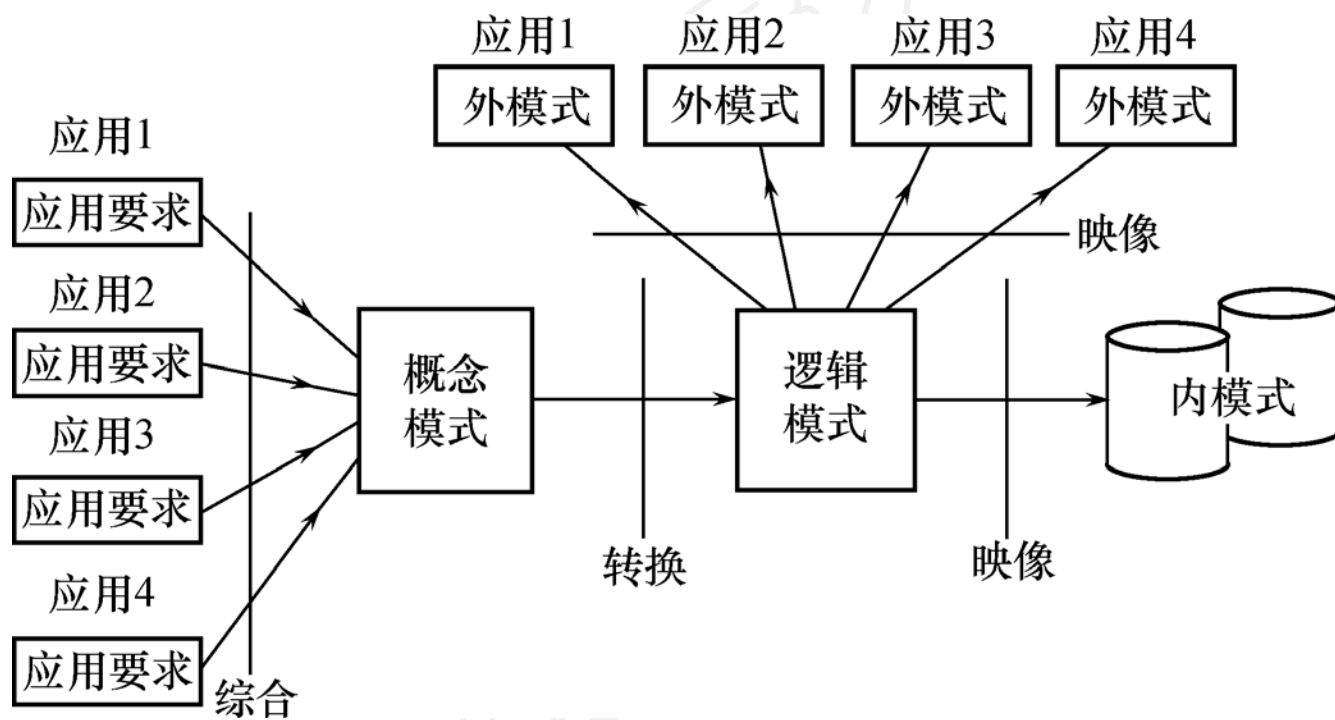 应用1
应用2
应用3
应用4
外模式
外模式
外模式
外模式
映像
应用1
应用要求
应用2
应用要求
应用3
应用要求
应用4
应用要求
综合
概念
模式
转换
逻辑
模式
映像
内模式